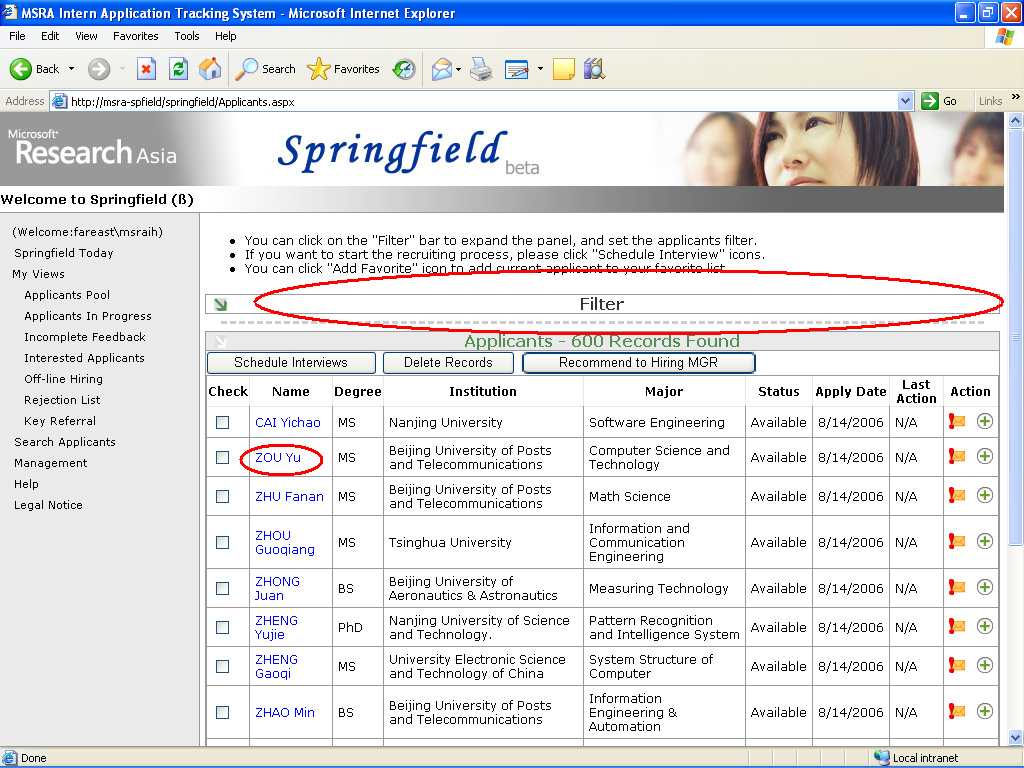 MSRA Intern Application Tracking System - Microsoft Internet Explorer
File Edit View Favorites Tools Help
Back Search Favorites
Address http://msra-spfield/springfield/Applicants.aspx Go Links »
Microsoft®
Research Asia
Springfield beta
Welcome to Springfield (ß)
(Welcome:fareast\msraih)
Springfield Today
My Views
Applicants Pool
Applicants In Progress
Incomplete Feedback
Interested Applicants
Off-line Hiring
Rejection List
Key Referral
Search Applicants
Management
Help
Legal Notice
• You can click on the "Filter" bar to expand the panel, and set the applicants filter.
• If you want to start the recruiting process, please click "Schedule Interview" icons.
• You can click "Add Favorite" icon to add current applicant to your favorite list.
Filter
Applicants - 600 Records Found
Schedule Interviews Delete Records Recommend to Hiring MGR
Check Name Degree Institution Major Status Apply Date Last Action Action
CAI Yichao MS Nanjing University Software Engineering Available 8/14/2006 N/A
ZOU Yu MS Beijing University of Posts and Telecommunications Computer Science and Technology Available 8/14/2006 N/A
ZHU Fanan MS Beijing University of Posts and Telecommunications Math Science Available 8/14/2006 N/A
ZHOU Guoqiang MS Tsinghua University Information and Communication Engineering Available 8/14/2006 N/A
ZHONG Juan BS Beijing University of Aeronautics & Astronautics Measuring Technology Available 8/14/2006 N/A
ZHENG Yujie PhD Nanjing University of Science and Technology. Pattern Recognition and Intelligence System Available 8/14/2006 N/A
ZHENG Gaoqi MS University Electronic Science and Technology of China System Structure of Computer Available 8/14/2006 N/A
ZHAO Min BS Beijing University of Posts and Telecommunications Information Engineering & Automation Available 8/14/2006 N/A
Done Local intranet